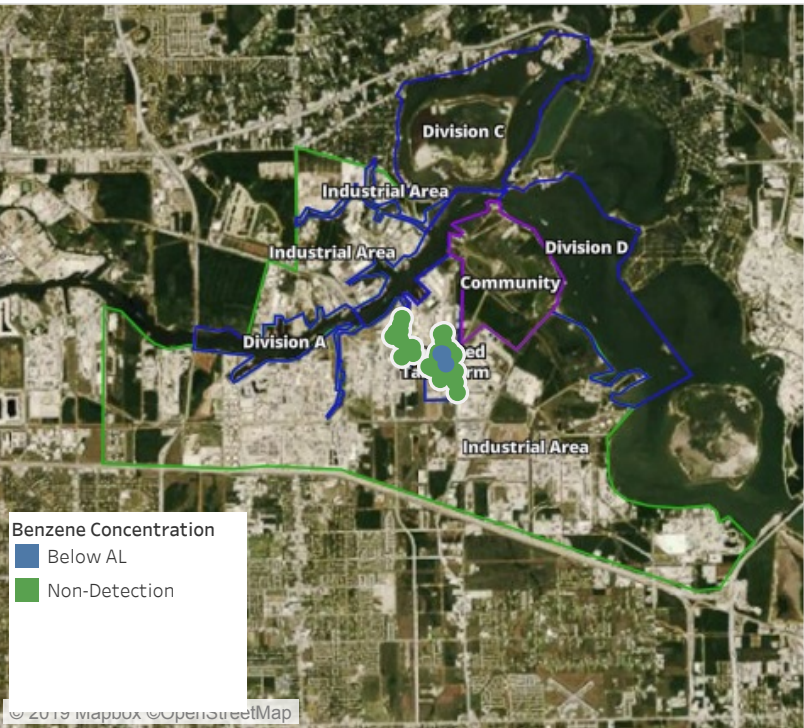 Division C
Industrial Area
Division D
Industrial Area
Community
Division A
Industrial Area
Benzene Concentration
Below AL
Non-Detection
© 2019 Mapbox ©OpenStreetMap